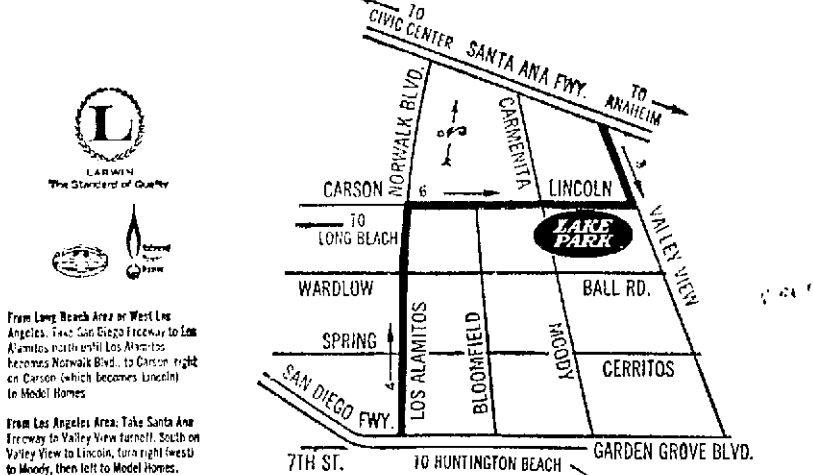 L
LARWIN
The Standard of Quality
From Long Beach Area or West Los
Angeles: Take San Diego Freeway to Los
Alamitos north until Los Alamitos
becomes Norwalk Blvd., to Carson right
on Carson (which becomes Lincoln)
to Model Homes
From Los Angeles Area: Take Santa Ana
Freeway to Valley View turnoff. South on
Valley View to Lincoln, turn right (west)
to Moody, then left to Model Homes.
TO
CIVIC CENTER
SANTA ANA FWY.
TO
ANAHEIM
NORWALK BLVD.
CARMENITA
CARSON
6
LINCOLN
TO
LONG BEACH
LAKE
PARK
VALLEY VIEW
WARDLOW
BALL RD.
SPRING
LOS ALAMITOS
BLOOMFIELD
MOODY
CERRITOS
4
SAN DIEGO FWY.
7TH ST.
TO HUNTINGTON BEACH
GARDEN GROVE BLVD.